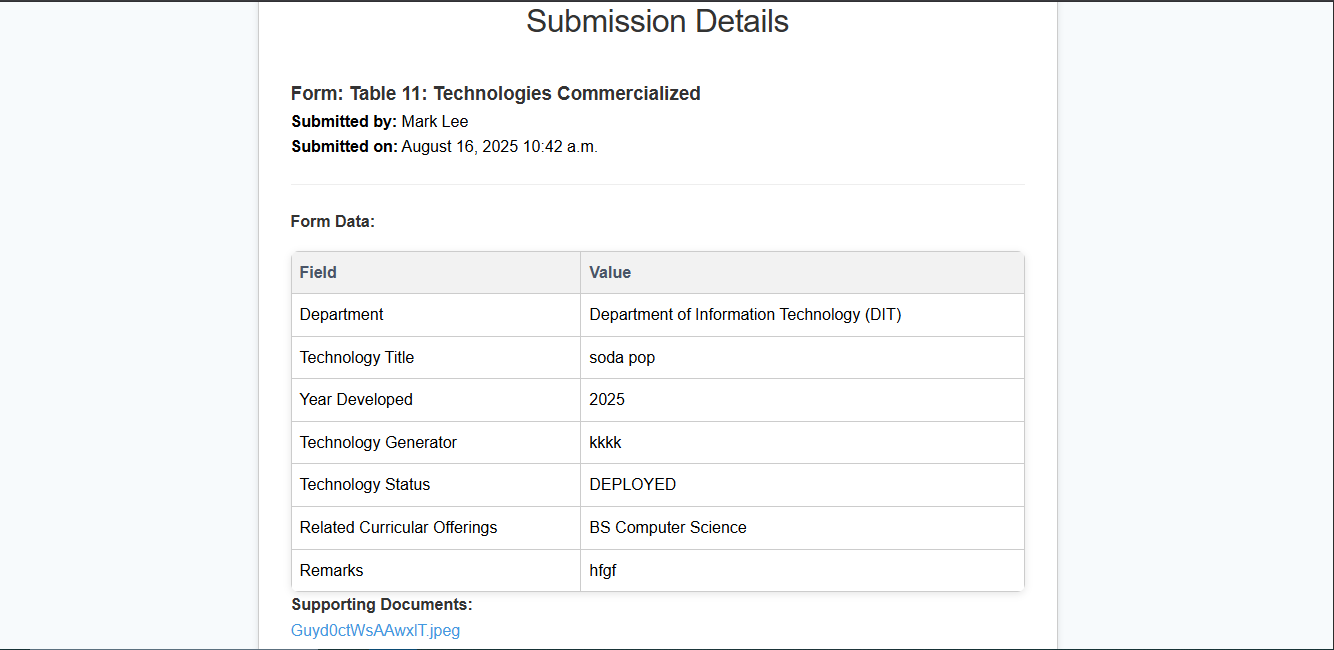 Submission Details
Form: Table 11: Technologies Commercialized
Submitted by: Mark Lee
Submitted on: August 16, 2025 10:42 a.m.
Form Data:
Field Value
Department Department of Information Technology (DIT)
Technology Title soda pop
Year Developed 2025
Technology Generator kkkk
Technology Status DEPLOYED
Related Curricular Offerings BS Computer Science
Remarks hfgf
Supporting Documents:
Guyd0ctWsAAwxlT.jpeg